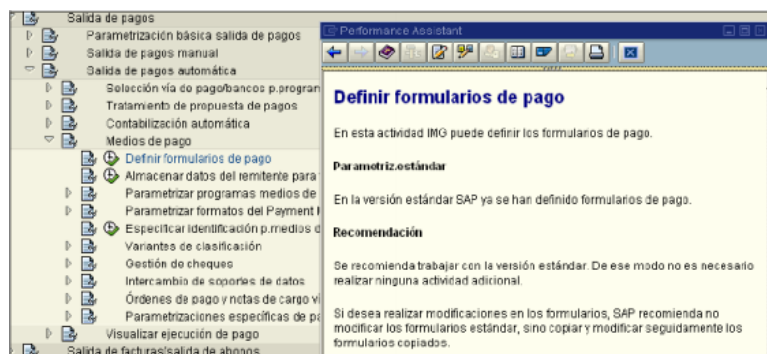 Salida de pagos
Parametrización básica salida de pagos
Salida de pagos manual
Salida de pagos automática
Selección vía de pago/bancos p.program
Tratamiento de propuesta de pagos
Contabilización automática
Medios de pago
Definir formularios de pago
Almacenar datos del remitente para
Parametrizar programas medios de
Parametrizar formatos del Payment
Especificar identificación p.medios d
Variantes de clasificación
Gestión de cheques
Intercambio de soportes de datos
Órdenes de pago y notas de cargo vi
Parametrizaciones específicas de pa
Visualizar ejecución de pago
Salida de facturas/salida de abonos
Performance Assistant
Definir formularios de pago
En esta actividad IMG puede definir los formularios de pago.
Parametriz.estándar
En la versión estándar SAP ya se han definido formularios de pago.
Recomendación
Se recomienda trabajar con la versión estándar. De ese modo no es necesario
realizar ninguna actividad adicional.
Si desea realizar modificaciones en los formularios, SAP recomienda no
modificar los formularios estándar, sino copiar y modificar seguidamente los
formularios copiados.